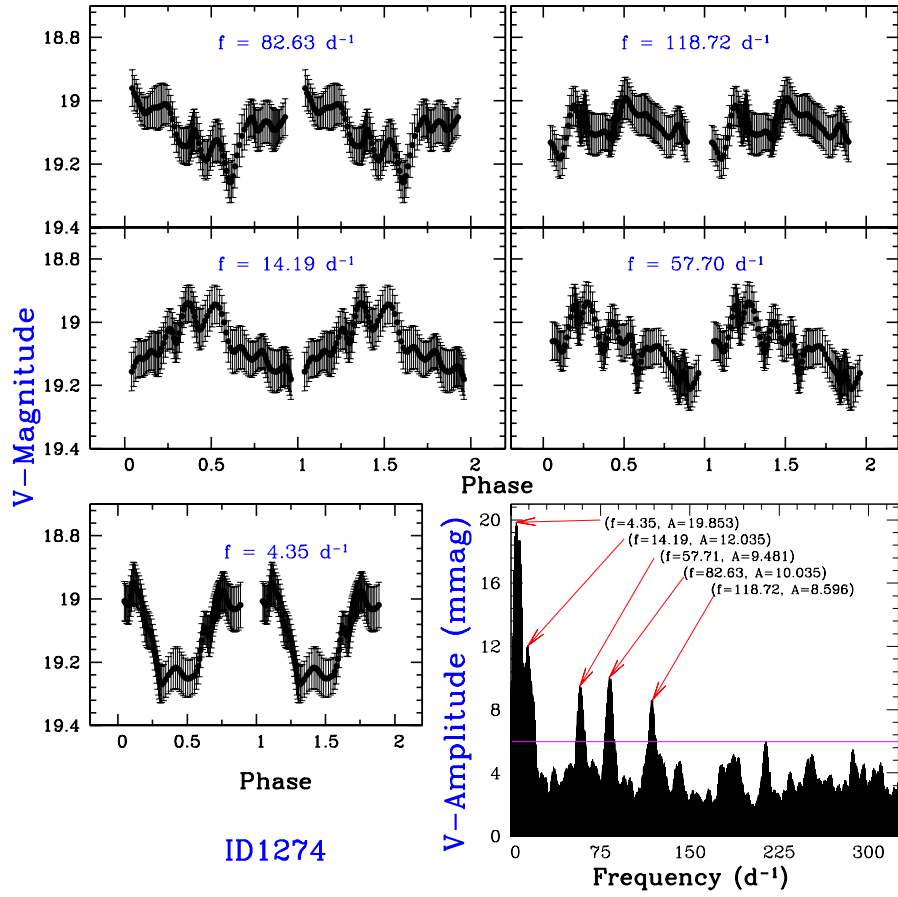 f = 82.63 d⁻¹
f = 118.72 d⁻¹
18.8
19
19.2
19.4
f = 14.19 d⁻¹
f = 57.70 d⁻¹
18.8
19
19.2
19.4
0 0.5 1 1.5 2
0 0.5 1 1.5 2
V-Magnitude
Phase
f = 4.35 d⁻¹
18.8
19
19.2
19.4
0 0.5 1 1.5 2
Phase
ID1274
V-Amplitude (mmag)
20
16
12
8
4
0
(f=4.35, A=19.853)
(f=14.19, A=12.035)
(f=57.71, A=9.481)
(f=82.63, A=10.035)
(f=118.72, A=8.596)
0 75 150 225 300
Frequency (d⁻¹)